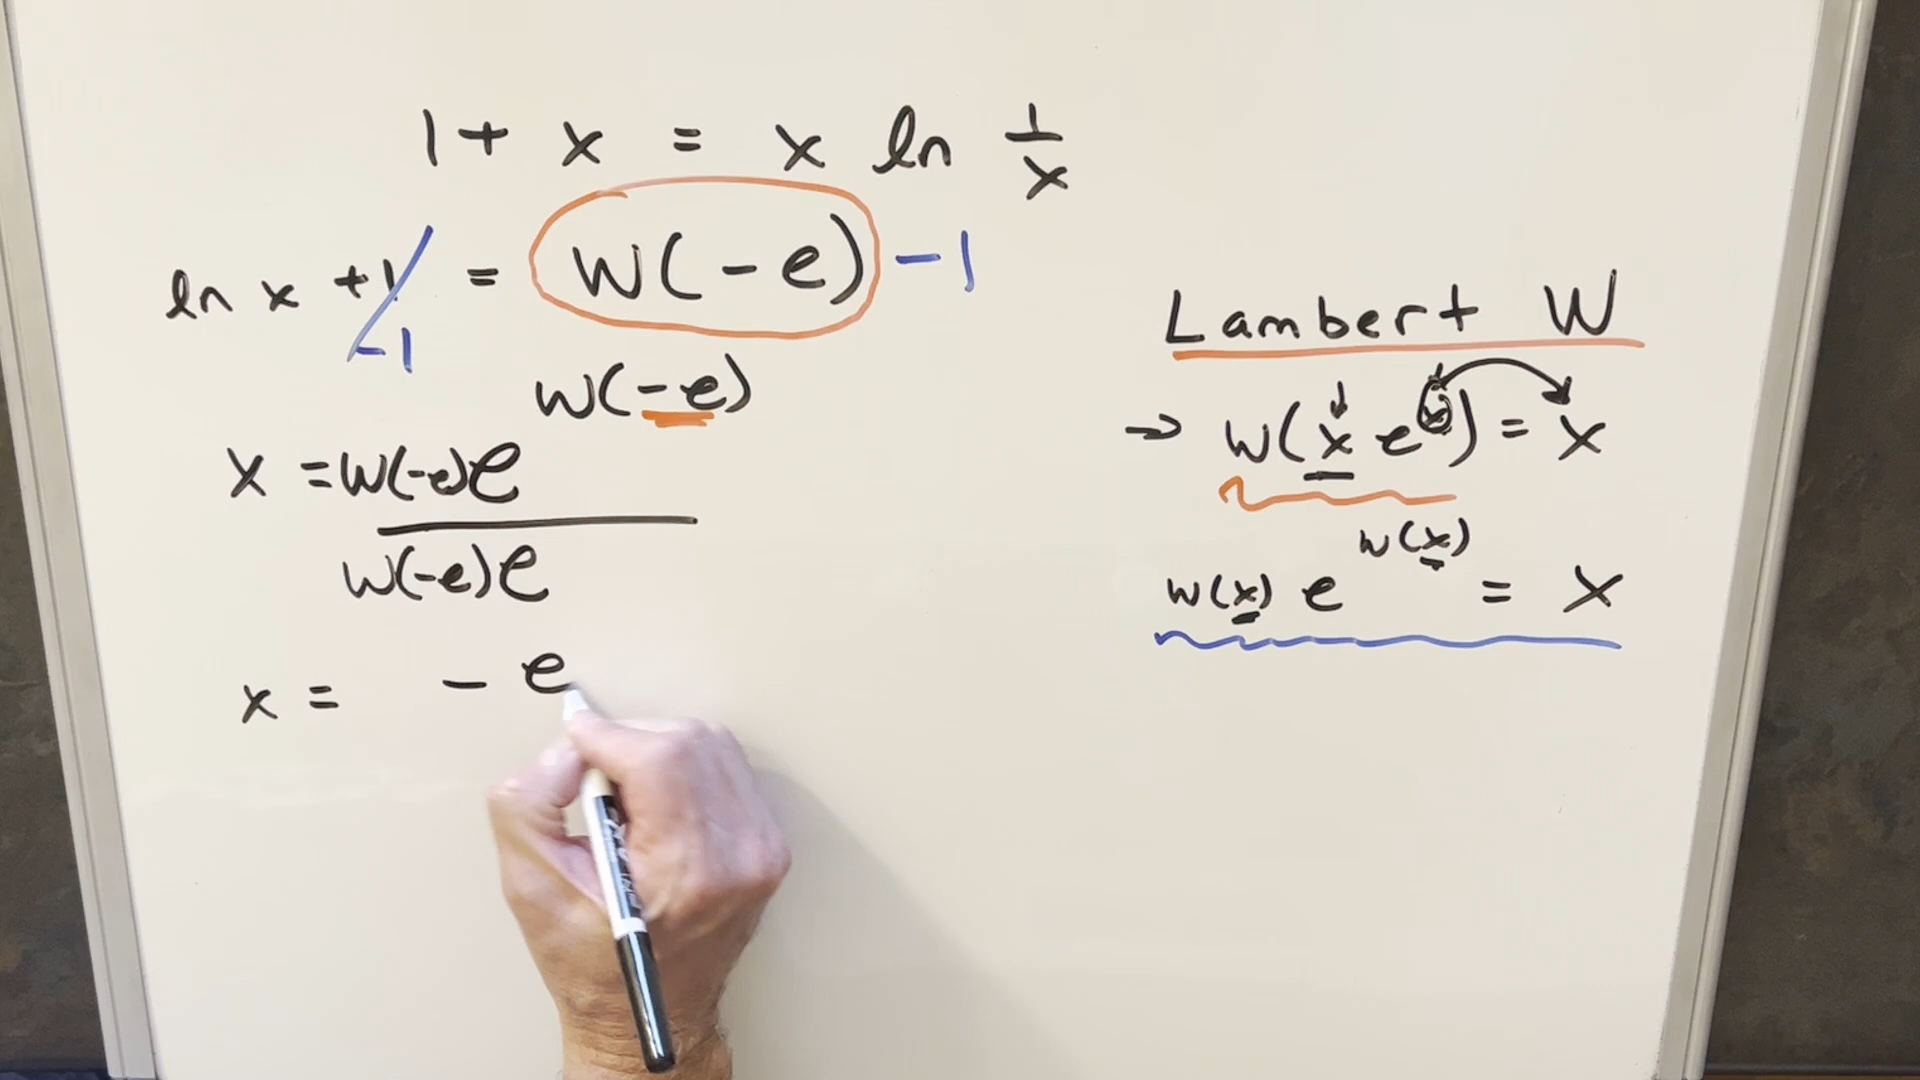 1 + x = x ln 1/x
ln x + 1 = W(-e) - 1
-1
W(-e)
x = W(-e) e
W(-e) e
x = - e
Lambert W
→ W(x e^x) = x
W(x) e^W(x) = x